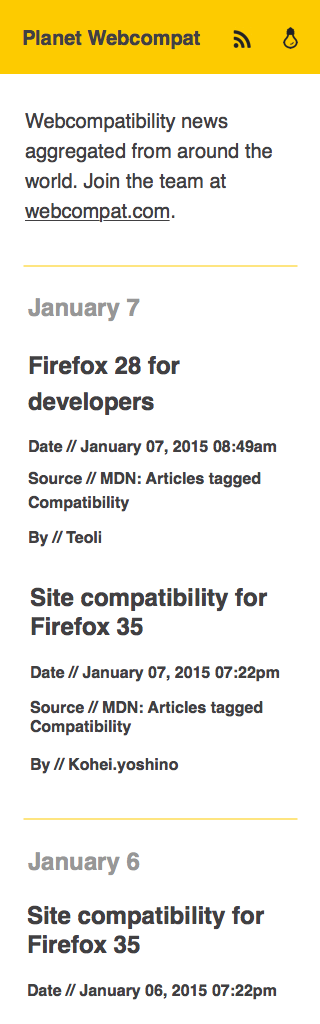 Planet Webcompat
Webcompatibility news
aggregated from around the
world. Join the team at
webcompat.com.
January 7
Firefox 28 for
developers
Date // January 07, 2015 08:49am
Source // MDN: Articles tagged
Compatibility
By // Teoli
Site compatibility for
Firefox 35
Date // January 07, 2015 07:22pm
Source // MDN: Articles tagged
Compatibility
By // Kohei.yoshino
January 6
Site compatibility for
Firefox 35
Date // January 06, 2015 07:22pm